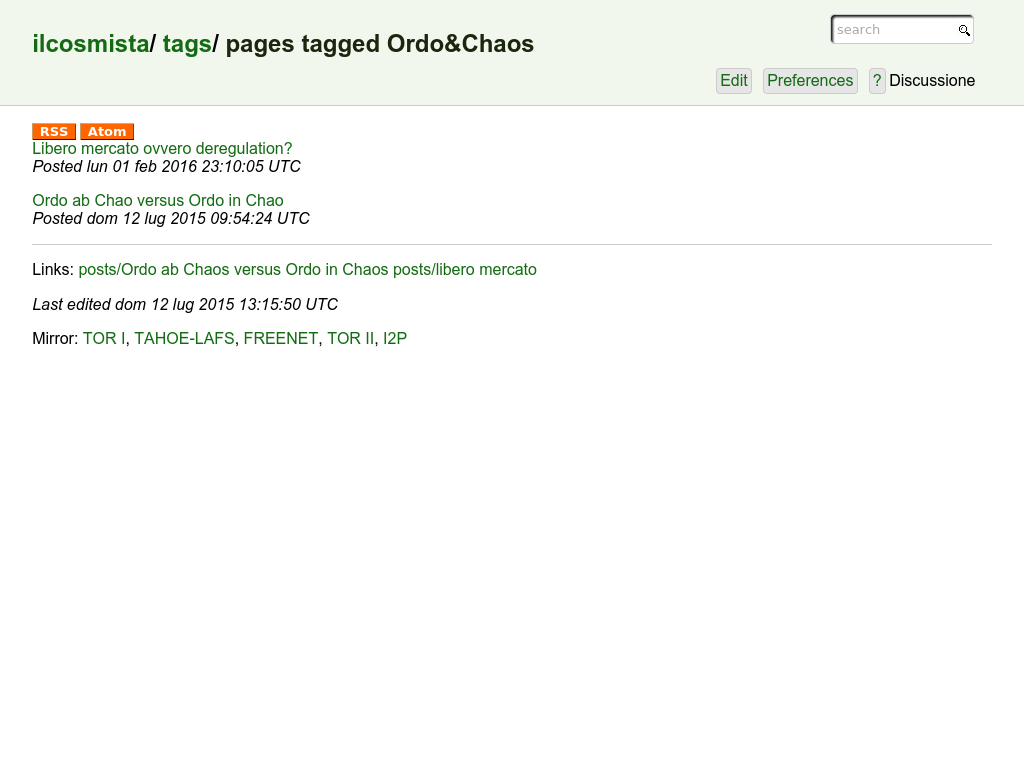 search
ilcosmista/ tags/ pages tagged Ordo&Chaos
Edit Preferences ? Discussione
RSS Atom
Libero mercato ovvero deregulation?
Posted lun 01 feb 2016 23:10:05 UTC
Ordo ab Chao versus Ordo in Chao
Posted dom 12 lug 2015 09:54:24 UTC
Links: posts/Ordo ab Chaos versus Ordo in Chaos posts/libero mercato
Last edited dom 12 lug 2015 13:15:50 UTC
Mirror: TOR I, TAHOE-LAFS, FREENET, TOR II, I2P